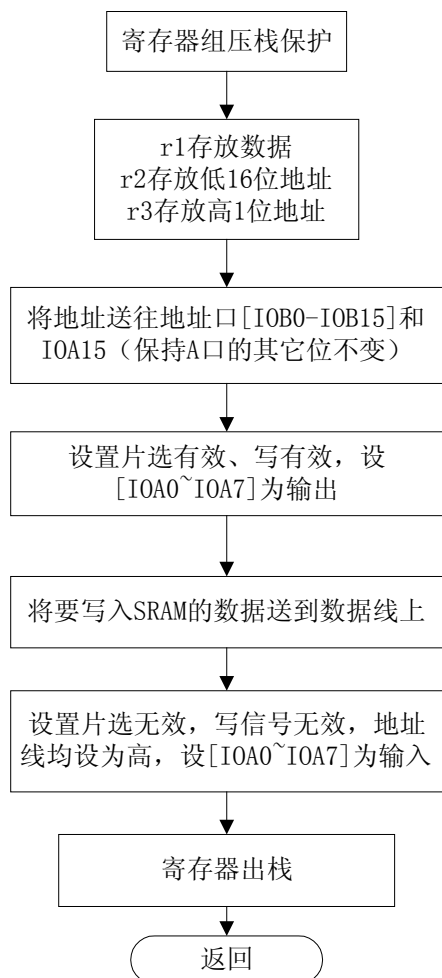 寄存器组压栈保护
r1存放数据
r2存放低16位地址
r3存放高1位地址
将地址送往地址口[IOB0-IOB15]和
IOA15（保持A口的其它位不变）
设置片选有效、写有效，设
[IOA0~IOA7]为输出
将要写入SRAM的数据送到数据线上
设置片选无效，写信号无效，地址
线均设为高，设[IOA0~IOA7]为输入
寄存器出栈
返回